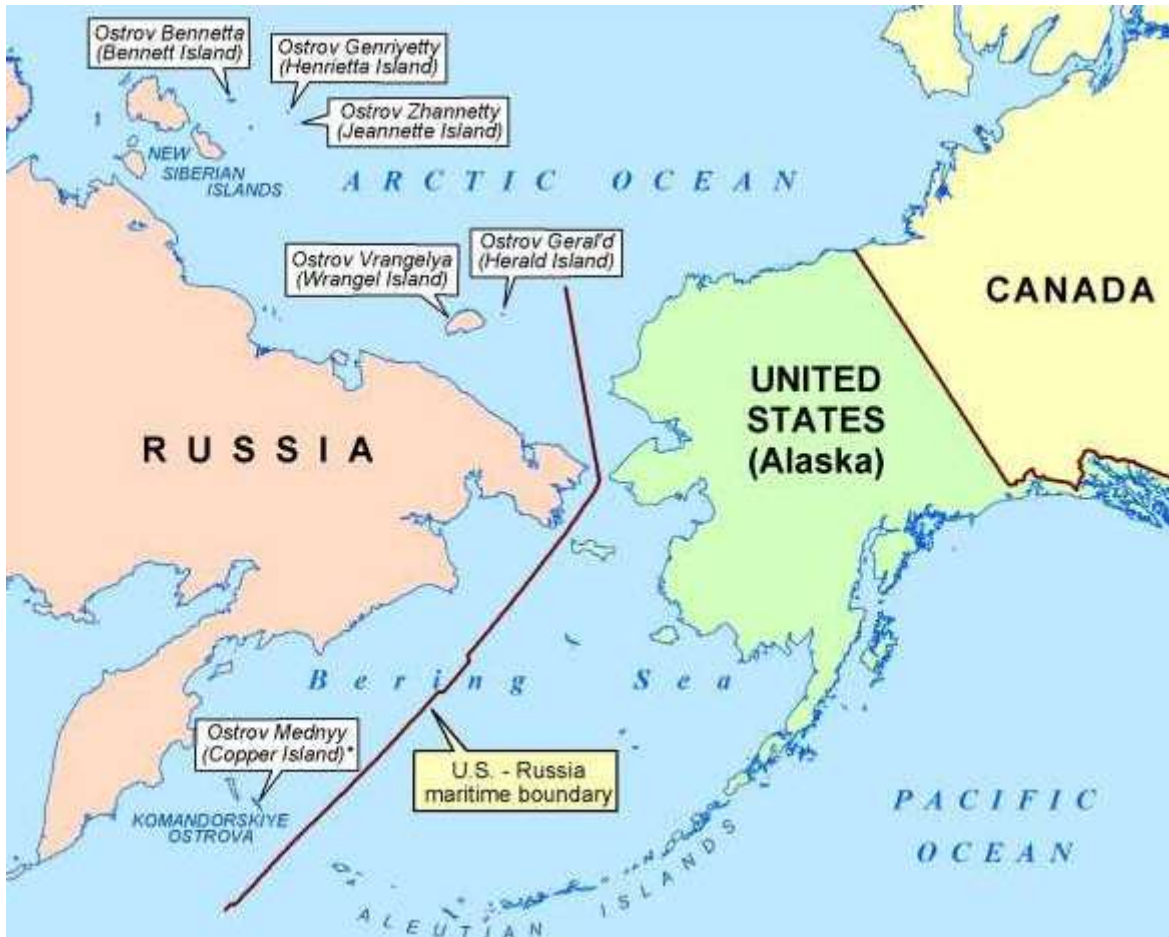 Ostrov Bennetta
(Bennett Island)
Ostrov Genriyetty
(Henrietta Island)
Ostrov Zhannetty
(Jeannette Island)
NEW
SIBERIAN
ISLANDS
ARCTIC OCEAN
Ostrov Geral'd
(Herald Island)
Ostrov Vrangelya
(Wrangel Island)
CANADA
UNITED
STATES
(Alaska)
RUSSIA
Bering Sea
Ostrov Mednyy
(Copper Island)*
U.S. - Russia
maritime boundary
KOMANDORSKIYE
OSTROVA
PACIFIC
OCEAN
ALEUTIAN ISLANDS